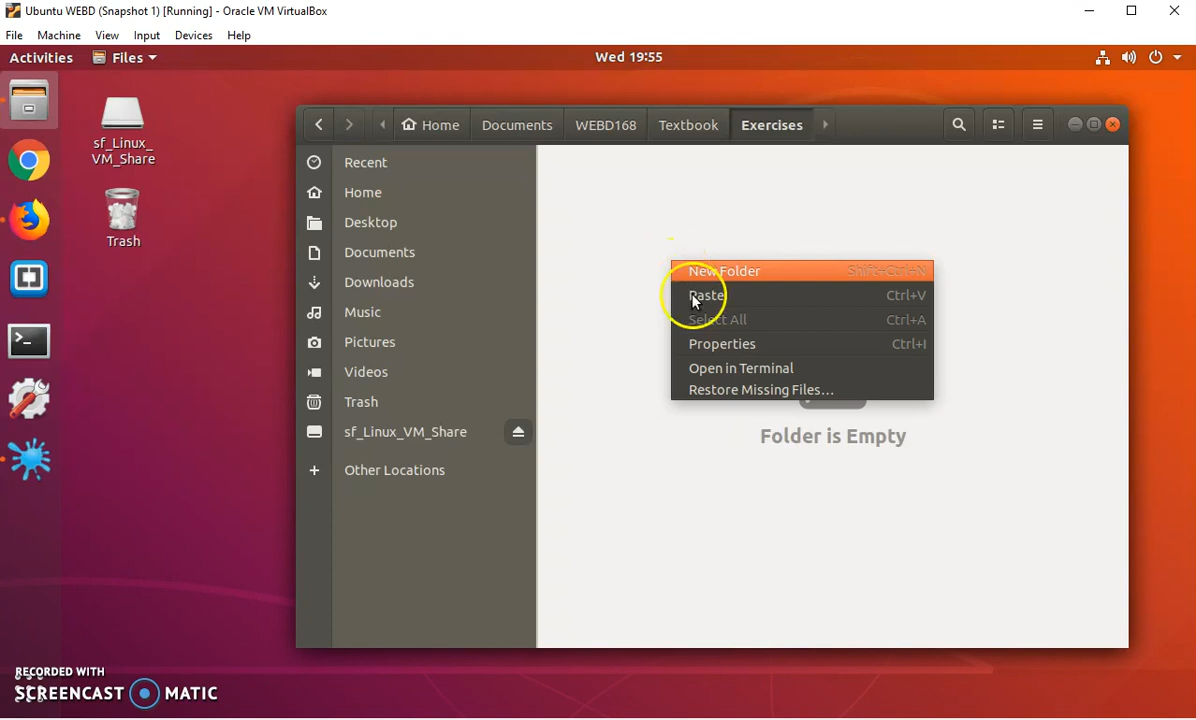 Ubuntu WEBD (Snapshot 1) [Running] - Oracle VM VirtualBox
File Machine View Input Devices Help
Activities Files Wed 19:55
sf_Linux_
VM_Share
Trash
Home Documents WEBD168 Textbook Exercises
Recent
Home
Desktop
Documents
Downloads
Music
Pictures
Videos
Trash
sf_Linux_VM_Share
Other Locations
New Folder Shift+Ctrl+N
Paste Ctrl+V
Select All Ctrl+A
Properties Ctrl+I
Open in Terminal
Restore Missing Files…
Folder is Empty
RECORDED WITH
SCREENCAST MATIC